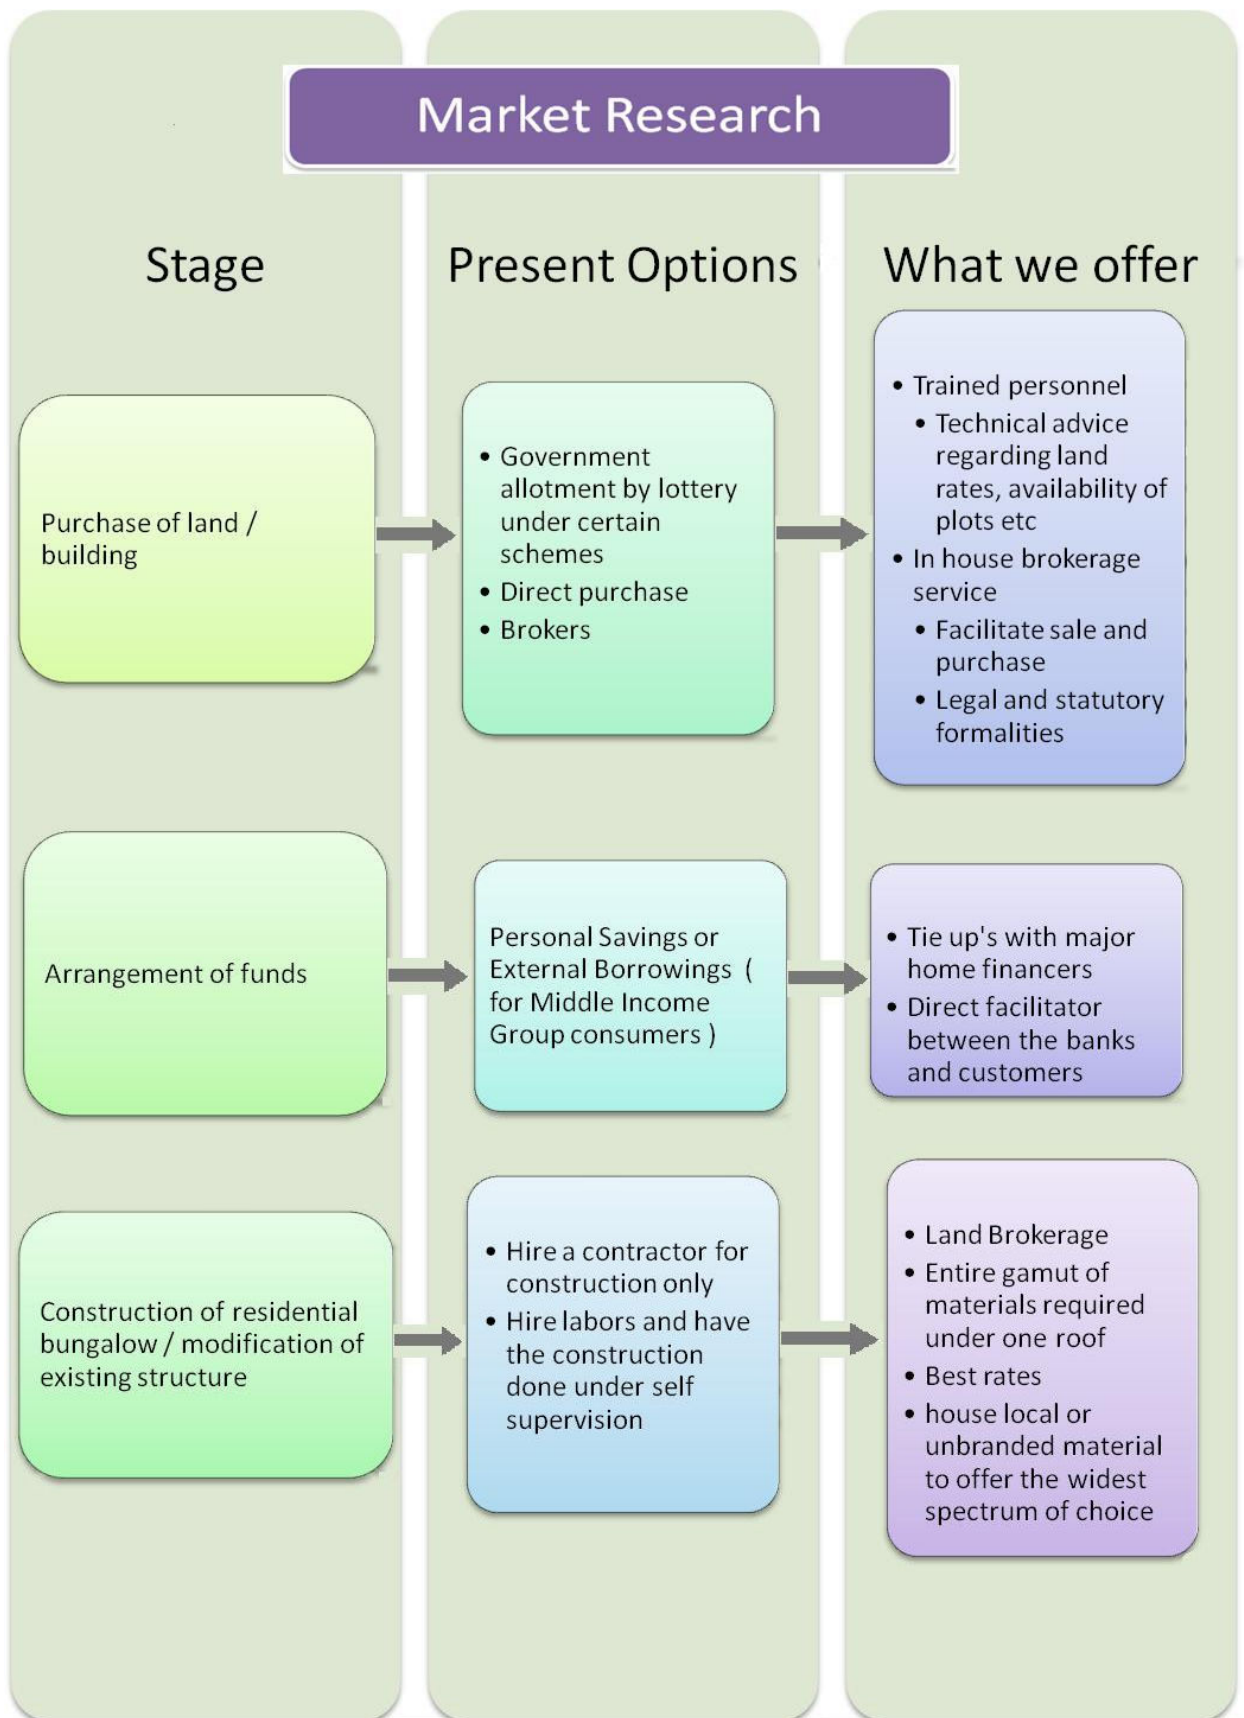 Market Research
Stage
Present Options
What we offer
Purchase of land /
building
• Government
allotment by lottery
under certain
schemes
• Direct purchase
• Brokers
• Trained personnel
• Technical advice
regarding land
rates, availability of
plots etc
• In house brokerage
service
• Facilitate sale and
purchase
• Legal and statutory
formalities
Arrangement of funds
Personal Savings or
External Borrowings (
for Middle Income
Group consumers )
• Tie up's with major
home financers
• Direct facilitator
between the banks
and customers
Construction of residential
bungalow / modification of
existing structure
• Hire a contractor for
construction only
• Hire labors and have
the construction
done under self
supervision
• Land Brokerage
• Entire gamut of
materials required
under one roof
• Best rates
• house local or
unbranded material
to offer the widest
spectrum of choice